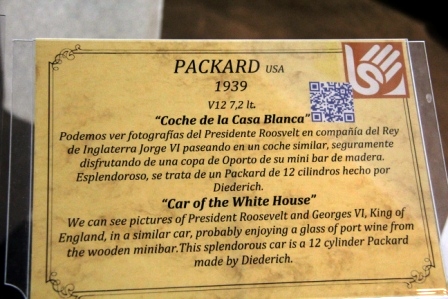 PACKARD USA
1939
V12 7,2 lt.
“Coche de la Casa Blanca”
Podemos ver fotografías del Presidente Roosvelt en compañía del Rey
de Inglaterra Jorge VI paseando en un coche similar, seguramente
disfrutando de una copa de Oporto de su mini bar de madera.
Esplendoroso, se trata de un Packard de 12 cilindros hecho por
Diederich.
“Car of the White House”
We can see pictures of President Roosevelt and Georges VI, King of
England, in a similar car, probably enjoying a glass of port wine from
the wooden minibar.This splendorous car is a 12 cylinder Packard
made by Diederich.